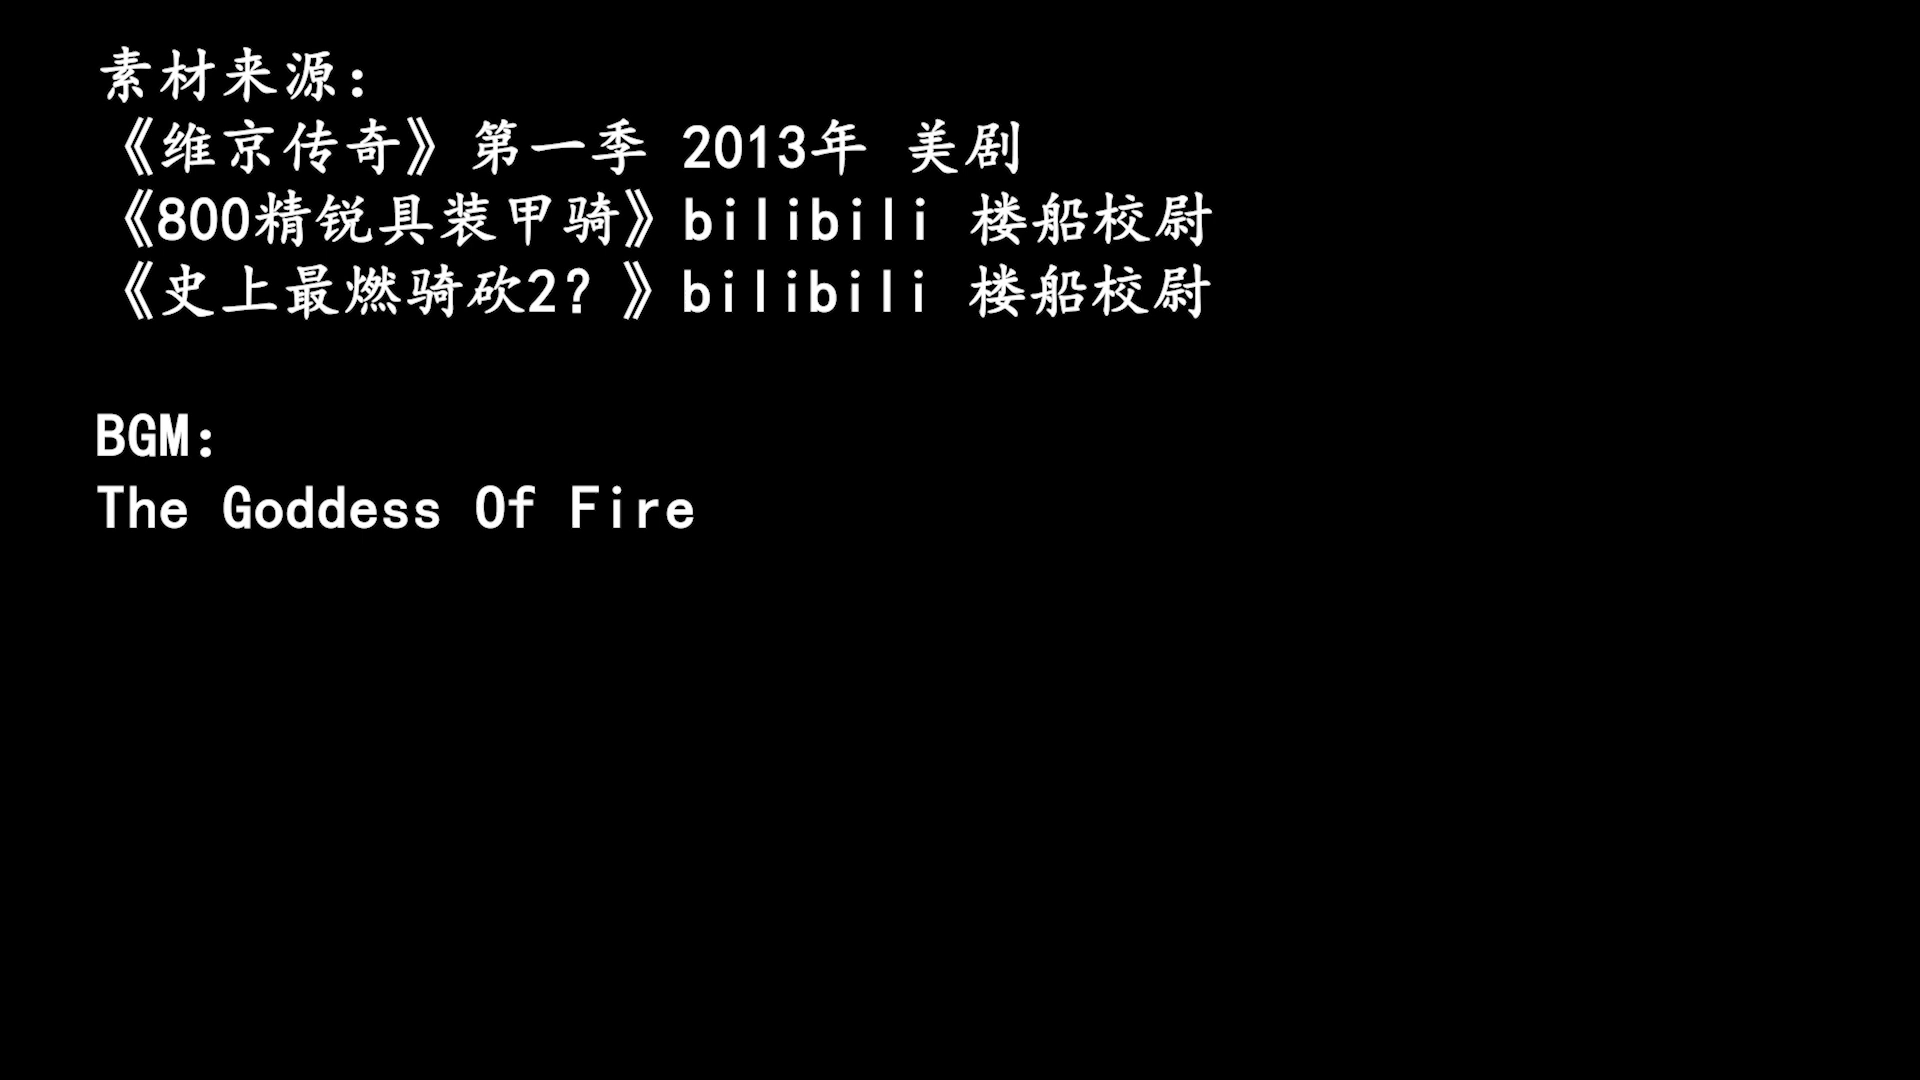 素材来源：
《维京传奇》第一季 2013年 美剧
《800精锐具装甲骑》bilibili 楼船校尉
《史上最燃骑砍2？》bilibili 楼船校尉
BGM：
The Goddess Of Fire